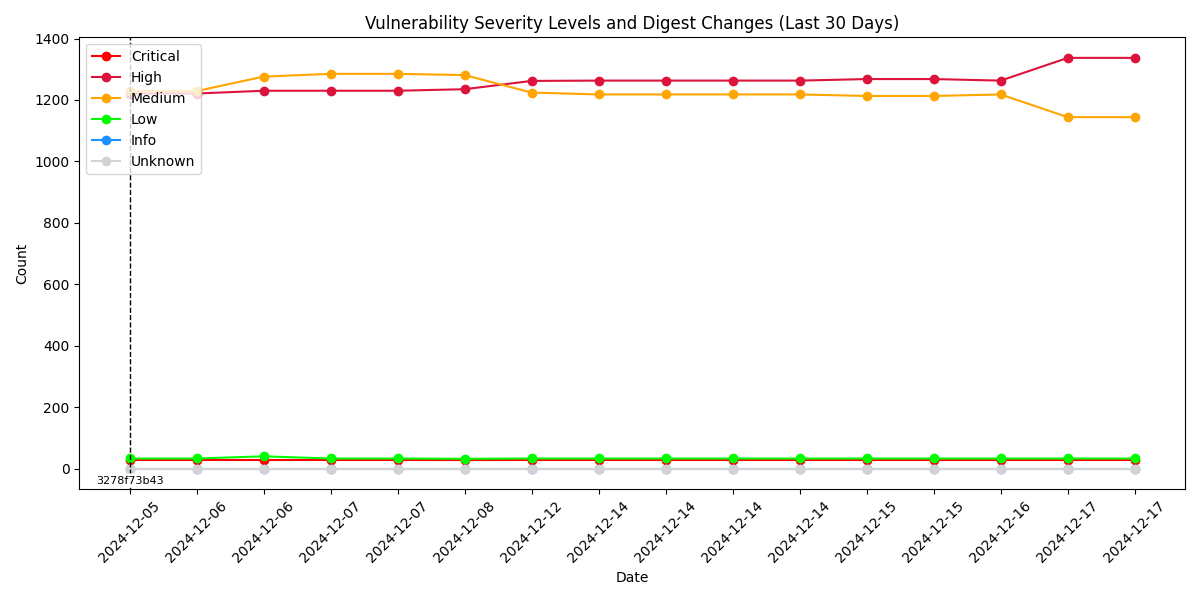 Vulnerability Severity Levels and Digest Changes (Last 30 Days)
1400
1200
1000
800
600
400
200
0
Count
Critical
High
Medium
Low
Info
Unknown
3278f73b43
2024-12-05
2024-12-06
2024-12-06
2024-12-07
2024-12-07
2024-12-08
2024-12-12
2024-12-14
2024-12-14
2024-12-14
2024-12-14
2024-12-15
2024-12-15
2024-12-16
2024-12-17
2024-12-17
Date